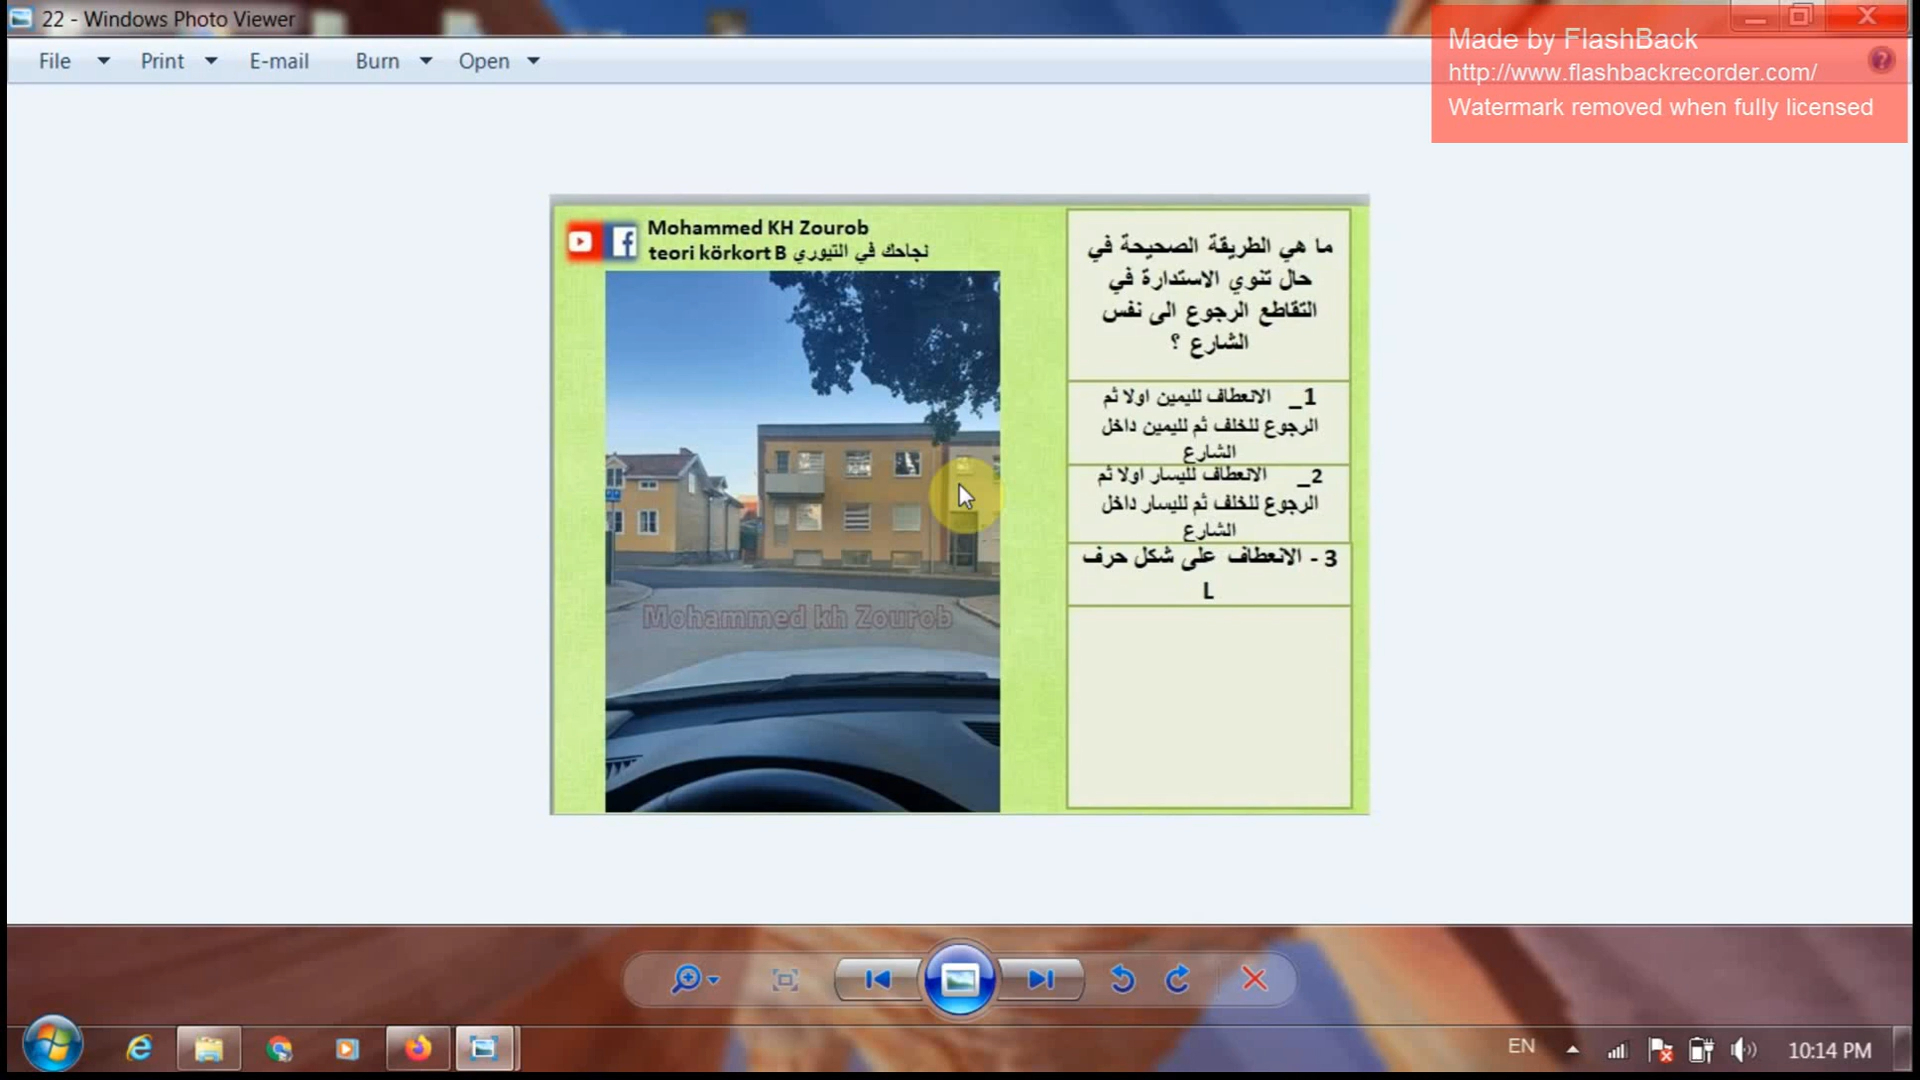 22 - Windows Photo Viewer
File Print E-mail Burn Open
Made by FlashBack
http://www.flashbackrecorder.com/
Watermark removed when fully licensed
Mohammed KH Zourob
teori körkort B نجاحك في التيوري
ما هي الطريقة الصحيحة في
حال تنوي الاستدارة في
التقاطع الرجوع الى نفس
الشارع ؟
1_ الانعطاف لليمين اولا ثم
الرجوع للخلف ثم لليمين داخل
الشارع
2_ الانعطاف لليسار اولا ثم
الرجوع للخلف ثم لليسار داخل
الشارع
3 - الانعطاف على شكل حرف
L
Mohammed kh Zourob
EN
10:14 PM